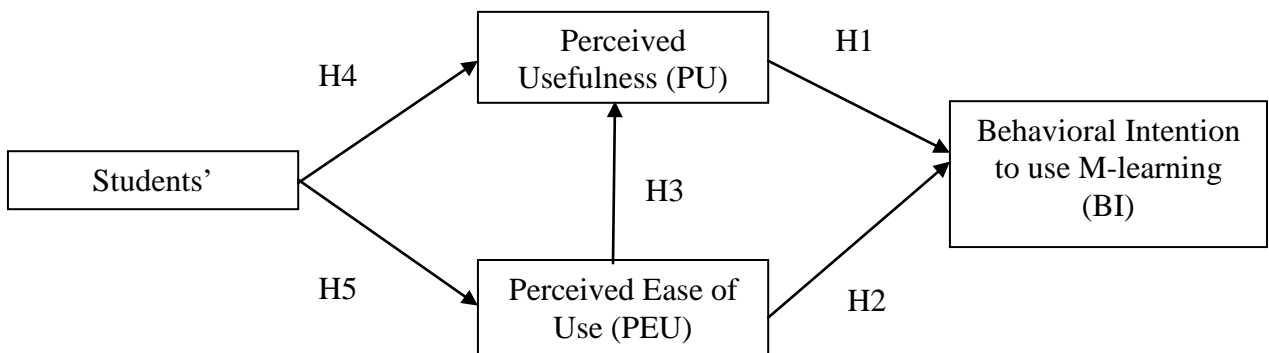 Perceived
Usefulness (PU)
H1
H4
Behavioral Intention
to use M-learning
(BI)
Students’
H3
H5
Perceived Ease of
Use (PEU)
H2